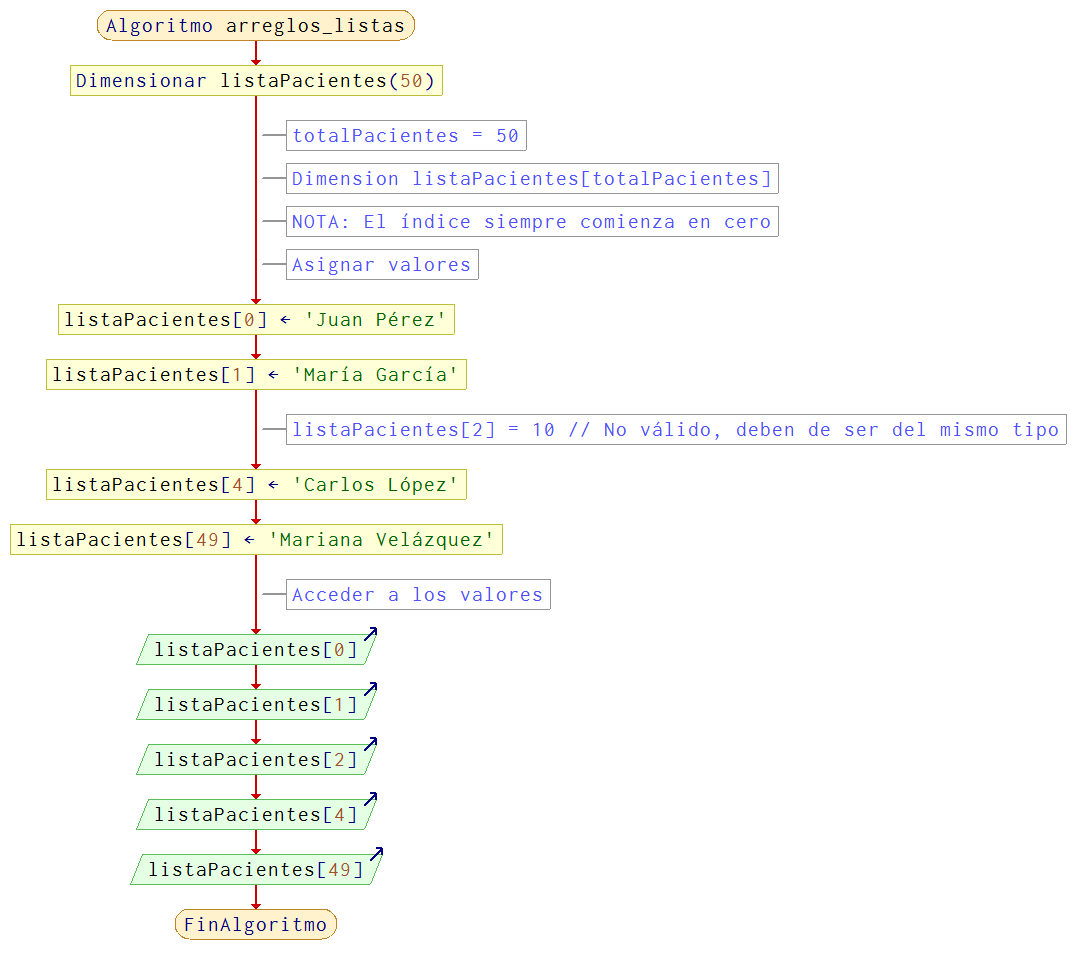 Algoritmo arreglos_listas
Dimensionar listaPacientes(50)
totalPacientes = 50
Dimension listaPacientes[totalPacientes]
NOTA: El índice siempre comienza en cero
Asignar valores
listaPacientes[0] ← 'Juan Pérez'
listaPacientes[1] ← 'María García'
listaPacientes[2] = 10 // No válido, deben de ser del mismo tipo
listaPacientes[4] ← 'Carlos López'
listaPacientes[49] ← 'Mariana Velázquez'
Acceder a los valores
listaPacientes[0]
listaPacientes[1]
listaPacientes[2]
listaPacientes[4]
listaPacientes[49]
FinAlgoritmo